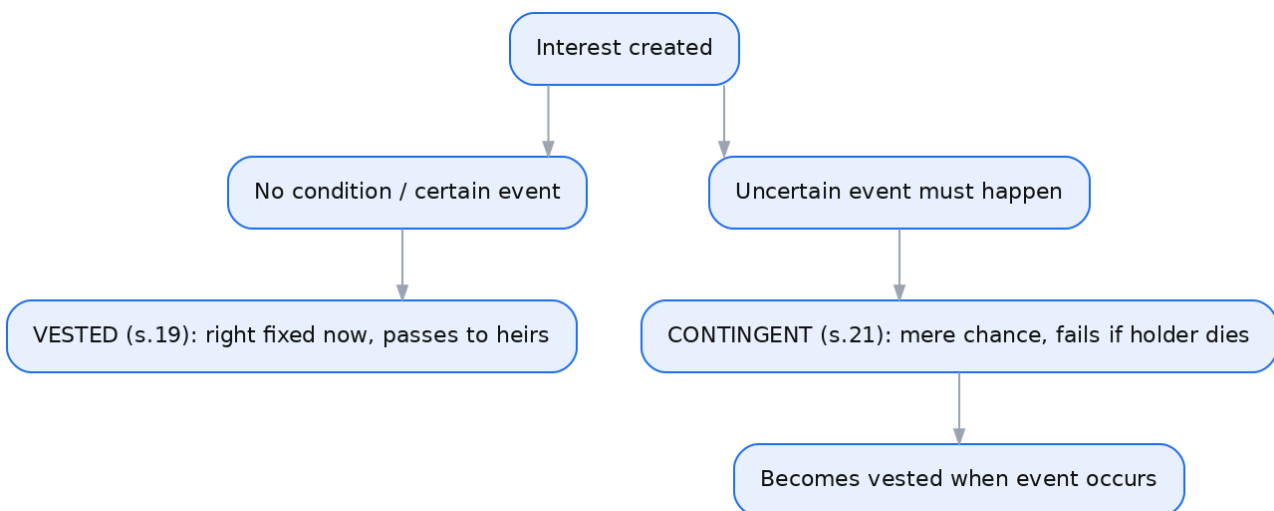 Interest created
No condition / certain event
Uncertain event must happen
VESTED (s.19): right fixed now, passes to heirs
CONTINGENT (s.21): mere chance, fails if holder dies
Becomes vested when event occurs